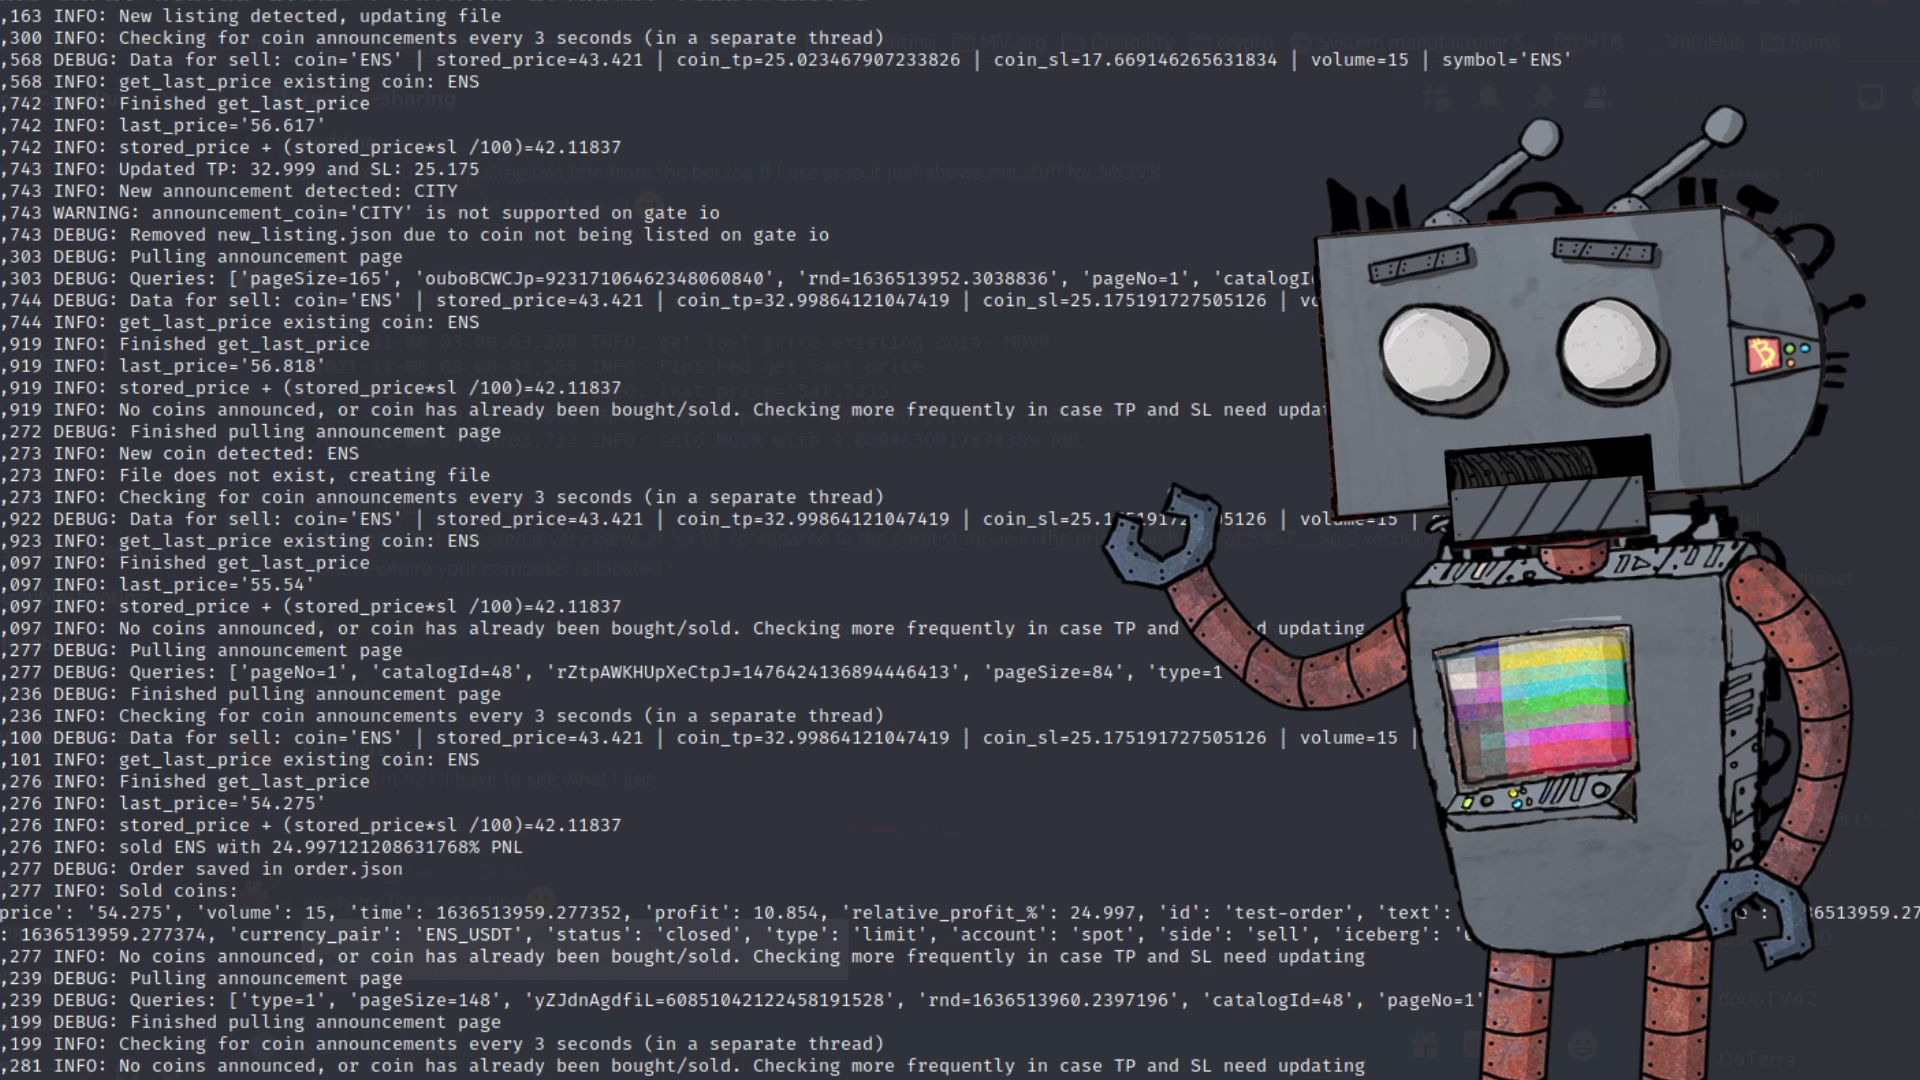 ,163 INFO: New listing detected, updating file
,300 INFO: Checking for coin announcements every 3 seconds (in a separate thread)
,568 DEBUG: Data for sell: coin='ENS' | stored_price=43.421 | coin_tp=25.023467907233826 | coin_sl=17.669146265631834 | volume=15 | symbol='ENS'
,568 INFO: get_last_price existing coin: ENS
,742 INFO: Finished get_last_price
,742 INFO: last_price='56.617'
,742 INFO: stored_price + (stored_price*sl /100)=42.11837
,743 INFO: Updated TP: 32.999 and SL: 25.175
,743 INFO: New announcement detected: CITY
,743 WARNING: announcement_coin='CITY' is not supported on gate io
,743 DEBUG: Removed new_listing.json due to coin not being listed on gate io
,303 DEBUG: Pulling announcement page
,303 DEBUG: Queries: ['pageSize=165', 'ouboBCWCJp=92317106462348060840', 'rnd=1636513952.3038836', 'pageNo=1', 'catalogI
,744 DEBUG: Data for sell: coin='ENS' | stored_price=43.421 | coin_tp=32.99864121047419 | coin_sl=25.175191727505126 | vo
,744 INFO: get_last_price existing coin: ENS
,919 INFO: Finished get_last_price
,919 INFO: last_price='56.818'
,919 INFO: stored_price + (stored_price*sl /100)=42.11837
,919 INFO: No coins announced, or coin has already been bought/sold. Checking more frequently in case TP and SL need updat
,272 DEBUG: Finished pulling announcement page
,273 INFO: New coin detected: ENS
,273 INFO: File does not exist, creating file
,273 INFO: Checking for coin announcements every 3 seconds (in a separate thread)
,922 DEBUG: Data for sell: coin='ENS' | stored_price=43.421 | coin_tp=32.99864121047419 | volume=15 |
,923 INFO: get_last_price existing coin: ENS
,097 INFO: Finished get_last_price
,097 INFO: last_price='55.54'
,097 INFO: stored_price + (stored_price*sl /100)=42.11837
,097 INFO: No coins announced, or coin has already been bought/sold. Checking more frequently in case TP and updating
,277 DEBUG: Pulling announcement page
,277 DEBUG: Queries: ['pageNo=1', 'catalogId=48', 'rZtpAWKHUpXeCtpJ=1476424136894446413', 'pageSize=84', 'type=1
,236 DEBUG: Finished pulling announcement page
,236 INFO: Checking for coin announcements every 3 seconds (in a separate thread)
,100 DEBUG: Data for sell: coin='ENS' | stored_price=43.421 | coin_tp=32.99864121047419 | coin_sl=25.175191727505126 | volume=15 |
,101 INFO: get_last_price existing coin: ENS
,276 INFO: Finished get_last_price
,276 INFO: last_price='54.275'
,276 INFO: stored_price + (stored_price*sl /100)=42.11837
,276 INFO: sold ENS with 24.997121208631768% PNL
,277 DEBUG: Order saved in order.json
,277 INFO: Sold coins:
price': '54.275', 'volume': 15, 'time': 1636513959.277352, 'profit': 10.854, 'relative_profit_%': 24.997, 'id': 'test-order', 'text':
: 1636513959.277374, 'currency_pair': 'ENS_USDT', 'status': 'closed', 'type': 'limit', 'account': 'spot', 'side': 'sell', 'iceberg':
,277 INFO: No coins announced, or coin has already been bought/sold. Checking more frequently in case TP and SL need updating
,239 DEBUG: Pulling announcement page
,239 DEBUG: Queries: ['type=1', 'pageSize=148', 'yZJdnAgdfiL=60851042122458191528', 'rnd=1636513960.2397196', 'catalogId=48', 'pageNo=1'
,199 DEBUG: Finished pulling announcement page
,199 INFO: Checking for coin announcements every 3 seconds (in a separate thread)
,281 INFO: No coins announced, or coin has already been bought/sold. Checking more frequently in case TP and SL need updating